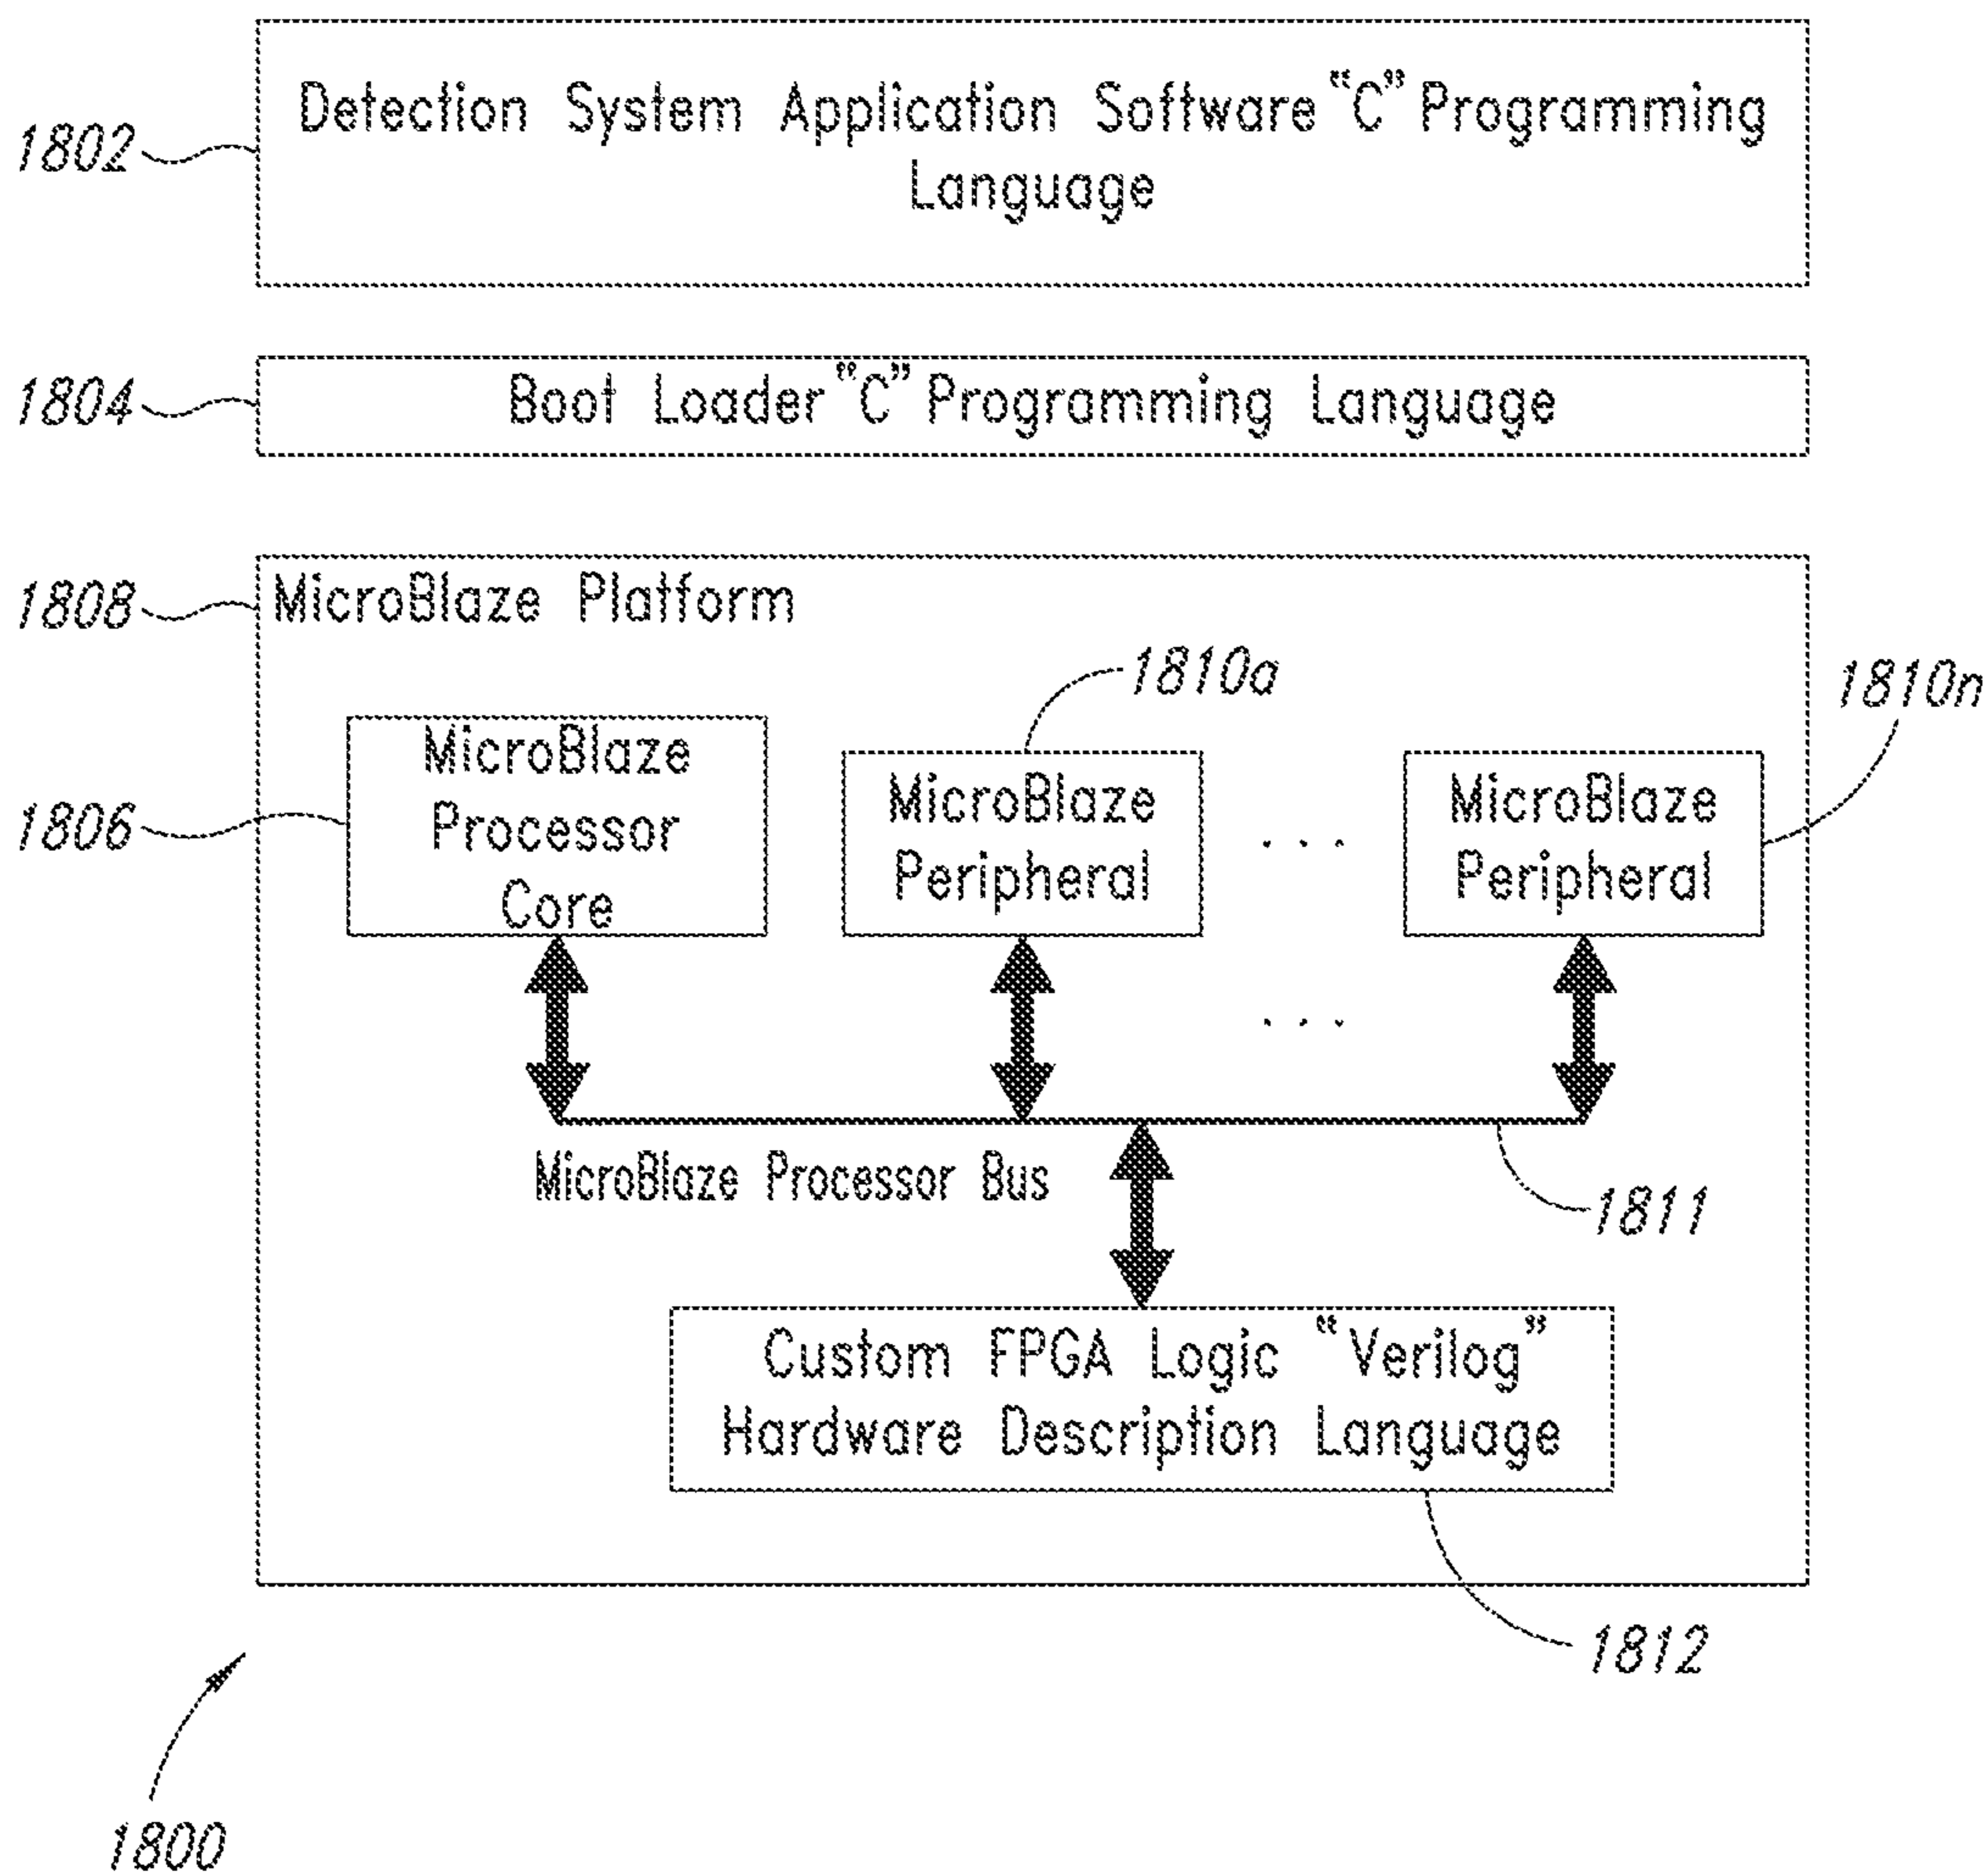 Detection System Application Software "C" Programming
Language
1802
Boot Loader "C" Programming Language
1804
1808
MicroBlaze Platform
1810a
1810n
MicroBlaze
Processor
Core
1806
MicroBlaze
Peripheral
. . .
MicroBlaze
Peripheral
. . .
MicroBlaze Processor Bus
1811
Custom FPGA Logic "Verilog"
Hardware Description Language
1812
1800